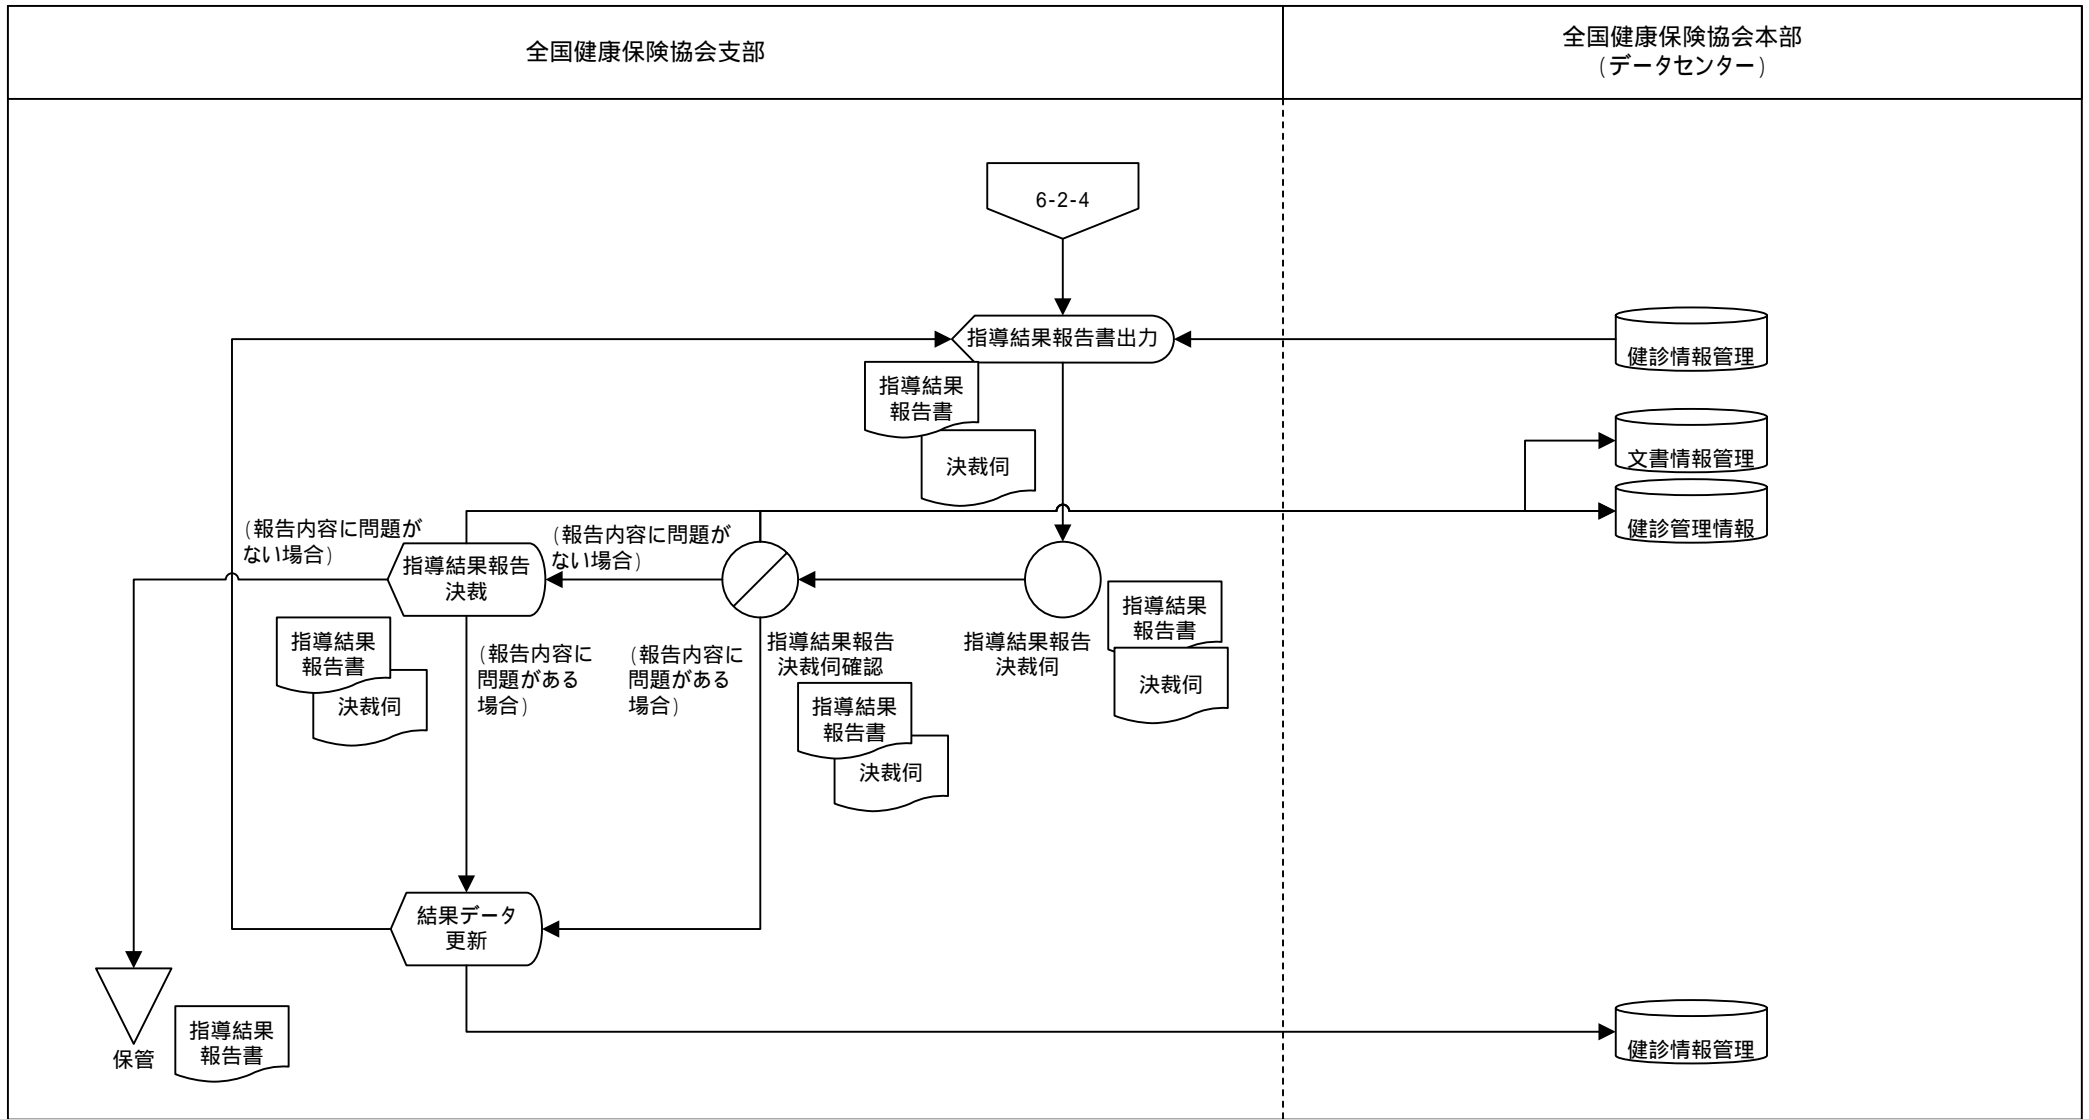 全国健康保険協会支部
全国健康保険協会本部
(データセンター)
6-2-4
指導結果報告書出力
健診情報管理
指導結果
報告書
決裁伺
文書情報管理
健診管理情報
(報告内容に問題が
ない場合)
指導結果報告
決裁
(報告内容に問題が
ない場合)
指導結果
報告書
決裁伺
(報告内容に
問題がある
場合)
(報告内容に
問題がある
場合)
指導結果報告
決裁伺確認
指導結果
報告書
決裁伺
指導結果報告
決裁伺
指導結果
報告書
決裁伺
結果データ
更新
保管
指導結果
報告書
健診情報管理